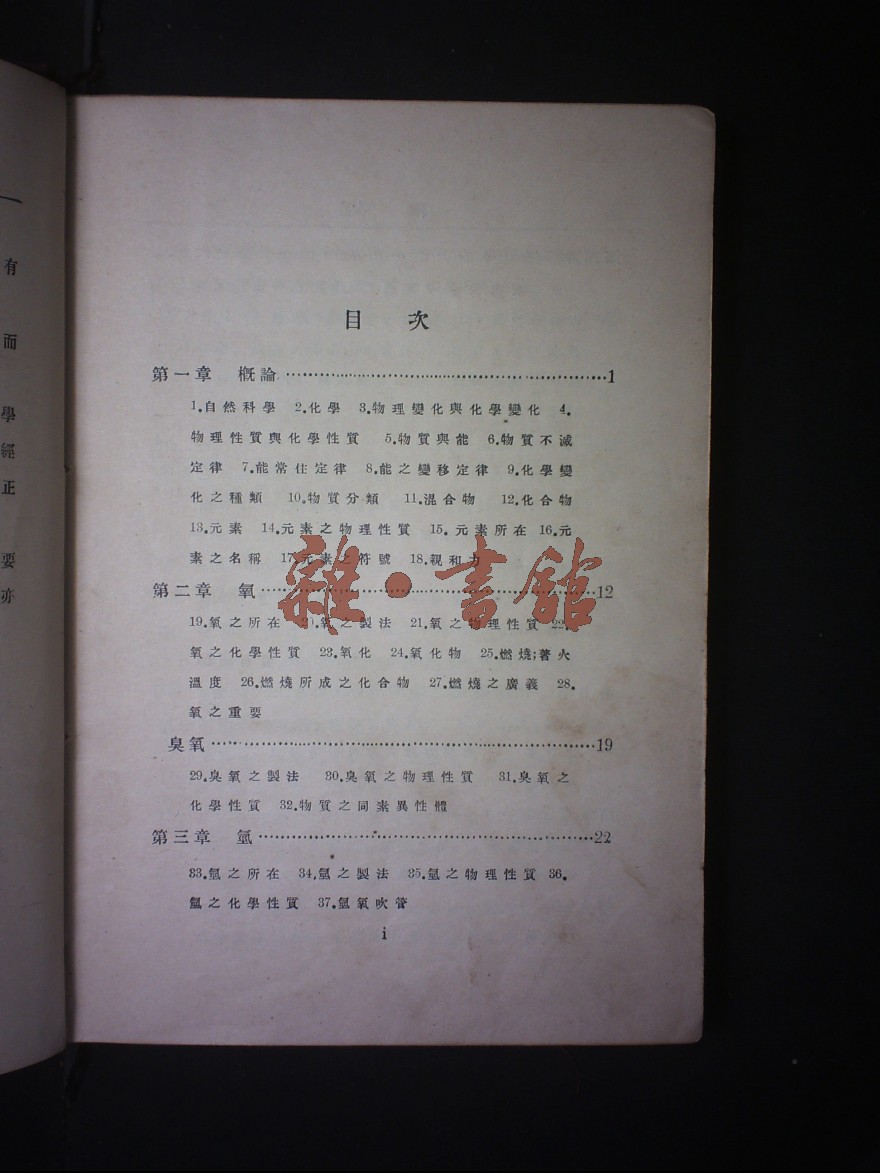 目次
第一章 概論 1
1.自然科學 2.化學 3.物理變化與化學變化 4.
物理性質與化學性質 5.物質與能 6.物質不滅
定律 7.能常住定律 8.能之變移定律 9.化學變
化之種類 10.物質分類 11.混合物 12.化合物
13.元素 14.元素之物理性質 15.元素所在 16.元
素之名稱 17.元素之符號 18.親和力
第二章 氧 12
19.氧之所在 20.氧之製法 21.氧之物理性質 22.
氧之化學性質 23.氧化 24.氧化物 25.燃燒;著火
溫度 26.燃燒所成之化合物 27.燃燒之廣義 28.
氧之重要
臭氧 19
29.臭氧之製法 30.臭氧之物理性質 31.臭氧之
化學性質 32.物質之同素異性體
第三章 氫 22
33.氫之所在 34,氫之製法 35.氫之物理性質 36.
氫之化學性質 37.氫氧吹管
i
雜·書館
有
而
學
經
正
要
亦